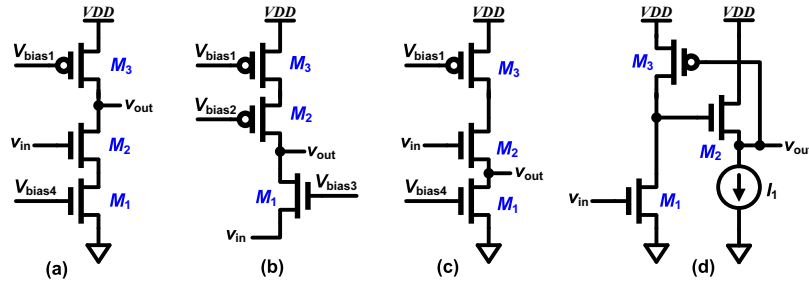 VDD
Vbias1
M3
vout
vin
M2
Vbias4
M1
(a)
VDD
Vbias1
M3
Vbias2
M2
vout
M1
Vbias3
vin
(b)
VDD
Vbias1
M3
vin
M2
vout
Vbias4
M1
(c)
VDD
VDD
M3
M2
vout
vin
M1
I1
(d)